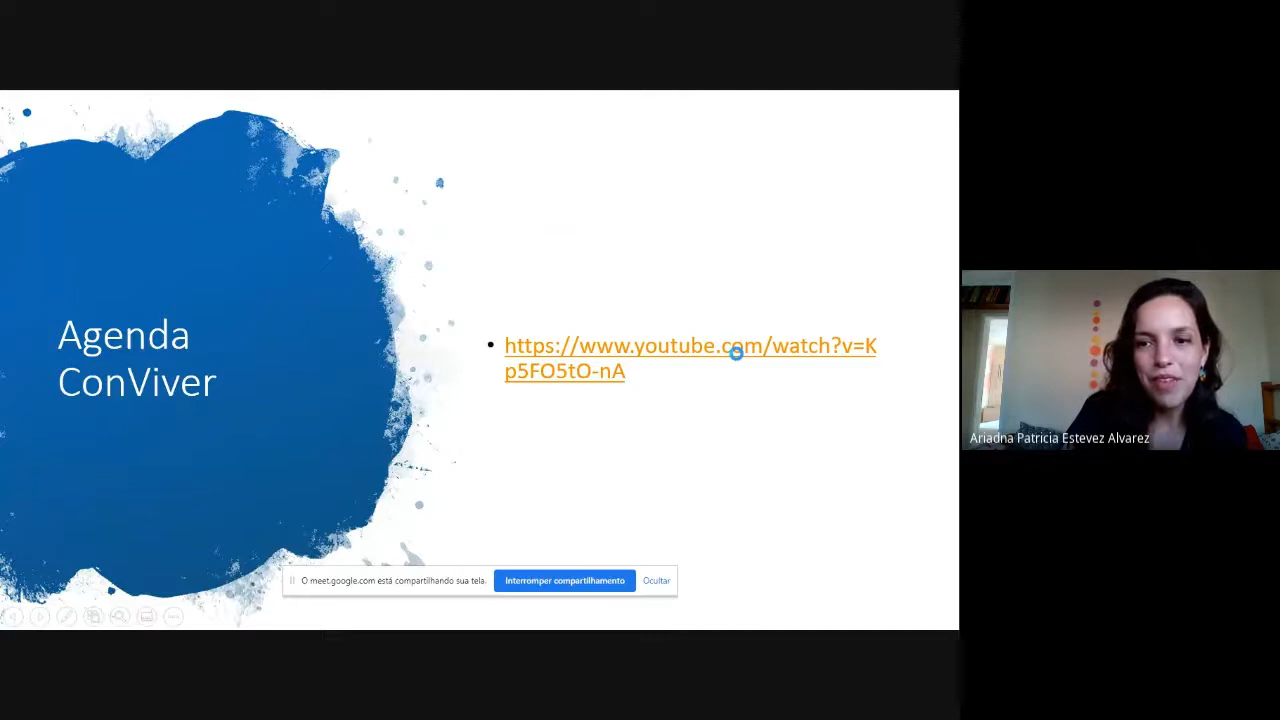 Agenda
ConViver
• https://www.youtube.com/watch?v=K
p5FO5tO-nA
Ariadna Patricia Estevez Alvarez
O meet.google.com está compartilhando sua tela.
Interromper compartilhamento
Ocultar